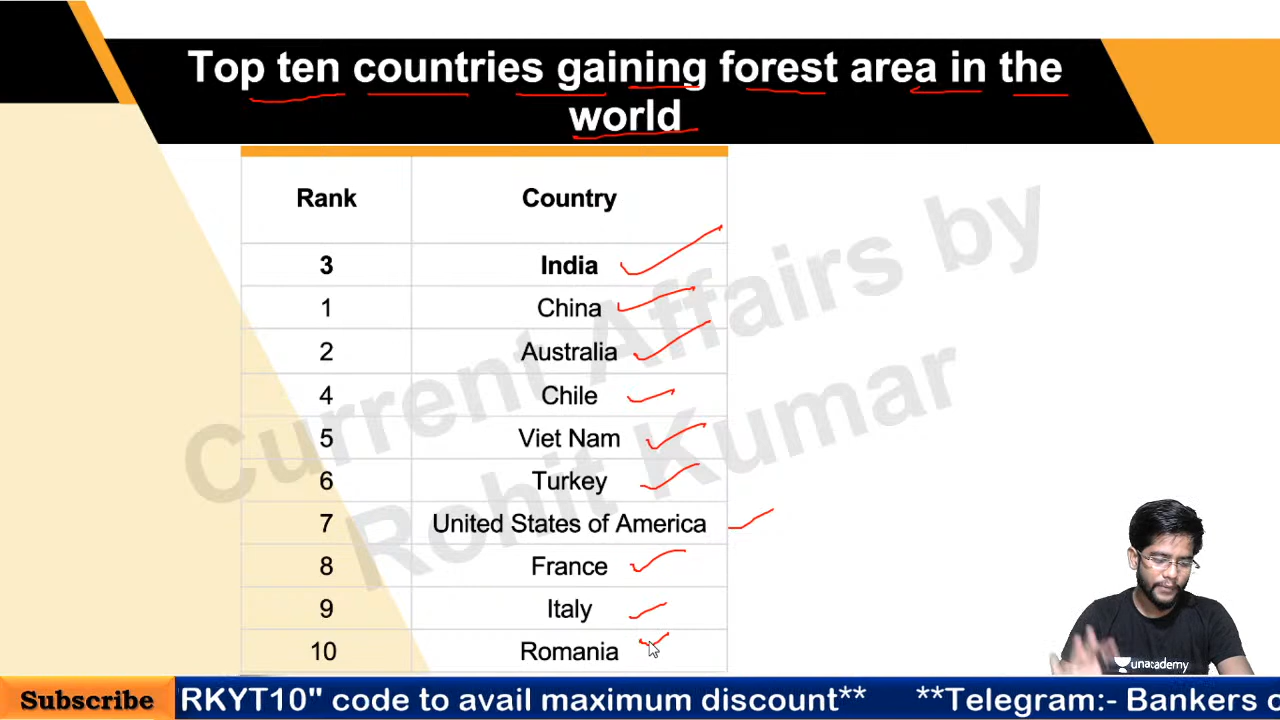 Top ten countries gaining forest area in the
world
Rank Country
3 India
1 China
2 Australia
4 Chile
5 Viet Nam
6 Turkey
7 United States of America
8 France
9 Italy
10 Romania
Current Affairs by
Rohit Kumar
unacademy
Subscribe
"RKYT10" code to avail maximum discount** **Telegram:- Bankers